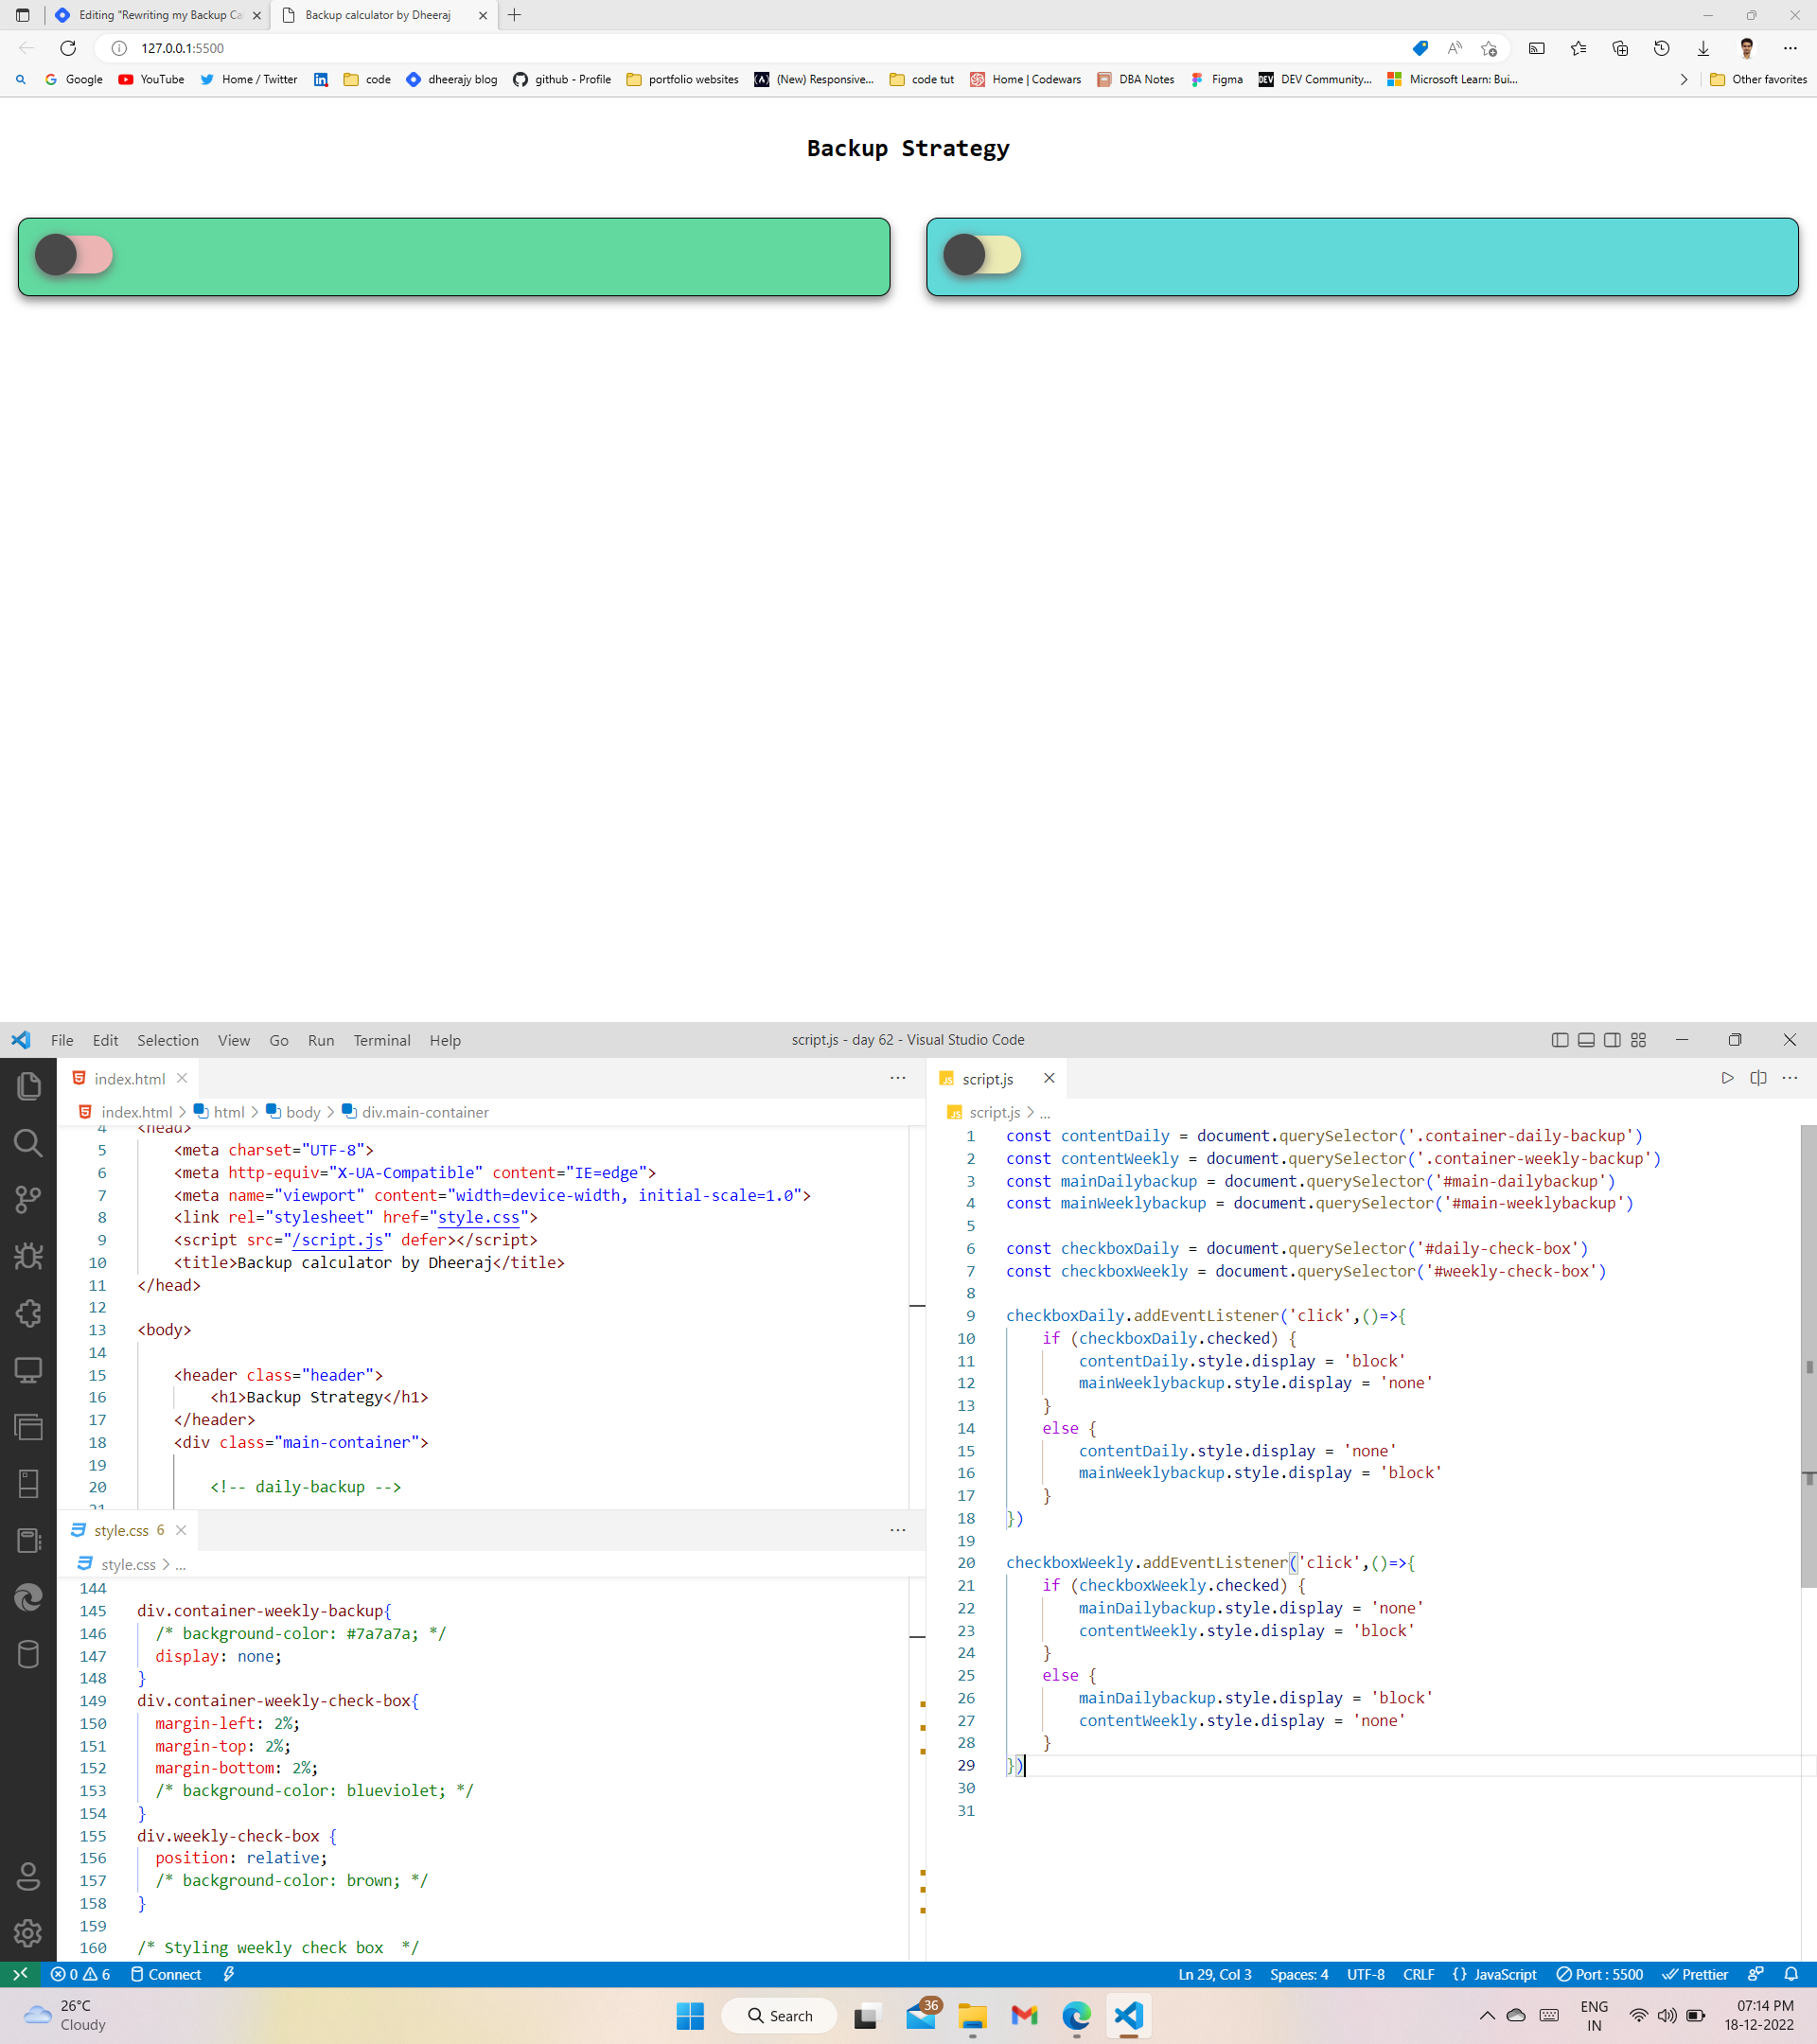 Editing "Rewriting my Backup Ca
Backup calculator by Dheeraj
127.0.0.1:5500
Google
YouTube
Home / Twitter
code
dheerajy blog
github - Profile
portfolio websites
(New) Responsive...
code tut
Home | Codewars
DBA Notes
Figma
DEV Community...
Microsoft Learn: Bui...
Other favorites
Backup Strategy
File Edit Selection View Go Run Terminal Help
script.js - day 62 - Visual Studio Code
index.html
index.html > html > body > div.main-container
4 <head>
5 <meta charset="UTF-8">
6 <meta http-equiv="X-UA-Compatible" content="IE=edge">
7 <meta name="viewport" content="width=device-width, initial-scale=1.0">
8 <link rel="stylesheet" href="style.css">
9 <script src="/script.js" defer></script>
10 <title>Backup calculator by Dheeraj</title>
11 </head>
12
13 <body>
14
15 <header class="header">
16 <h1>Backup Strategy</h1>
17 </header>
18 <div class="main-container">
19
20 <!-- daily-backup -->
21
style.css 6
style.css > ...
144
145 div.container-weekly-backup{
146 /* background-color: #7a7a7a; */
147 display: none;
148 }
149 div.container-weekly-check-box{
150 margin-left: 2%;
151 margin-top: 2%;
152 margin-bottom: 2%;
153 /* background-color: blueviolet; */
154 }
155 div.weekly-check-box {
156 position: relative;
157 /* background-color: brown; */
158 }
159
160 /* Styling weekly check box  */
script.js
script.js > ...
1 const contentDaily = document.querySelector('.container-daily-backup')
2 const contentWeekly = document.querySelector('.container-weekly-backup')
3 const mainDailybackup = document.querySelector('#main-dailybackup')
4 const mainWeeklybackup = document.querySelector('#main-weeklybackup')
5
6 const checkboxDaily = document.querySelector('#daily-check-box')
7 const checkboxWeekly = document.querySelector('#weekly-check-box')
8
9 checkboxDaily.addEventListener('click',()=>{
10 if (checkboxDaily.checked) {
11 contentDaily.style.display = 'block'
12 mainWeeklybackup.style.display = 'none'
13 }
14 else {
15 contentDaily.style.display = 'none'
16 mainWeeklybackup.style.display = 'block'
17 }
18 })
19
20 checkboxWeekly.addEventListener('click',()=>{
21 if (checkboxWeekly.checked) {
22 mainDailybackup.style.display = 'none'
23 contentWeekly.style.display = 'block'
24 }
25 else {
26 mainDailybackup.style.display = 'block'
27 contentWeekly.style.display = 'none'
28 }
29 })
30
31
0 6 Connect
Ln 29, Col 3 Spaces: 4 UTF-8 CRLF {} JavaScript Port : 5500 Prettier
26°C
Cloudy
Search
36
ENG
IN
07:14 PM
18-12-2022